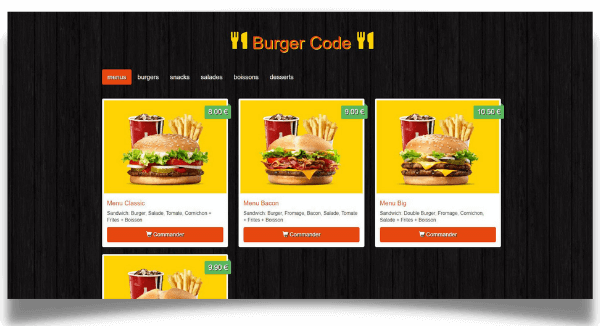 Burger Code
menus burgers snacks salades boissons desserts
8.00 €
9.00 €
10.90 €
Menu Classic
Sandwich: Burger, Salade, Tomate, Cornichon +
Frites + Boisson
Commander
Menu Bacon
Sandwich: Burger, Fromage, Bacon, Salade, Tomate
+ Frites + Boisson
Commander
Menu Big
Sandwich: Double Burger, Fromage, Cornichon,
Salade + Frites + Boisson
Commander
9.90 €